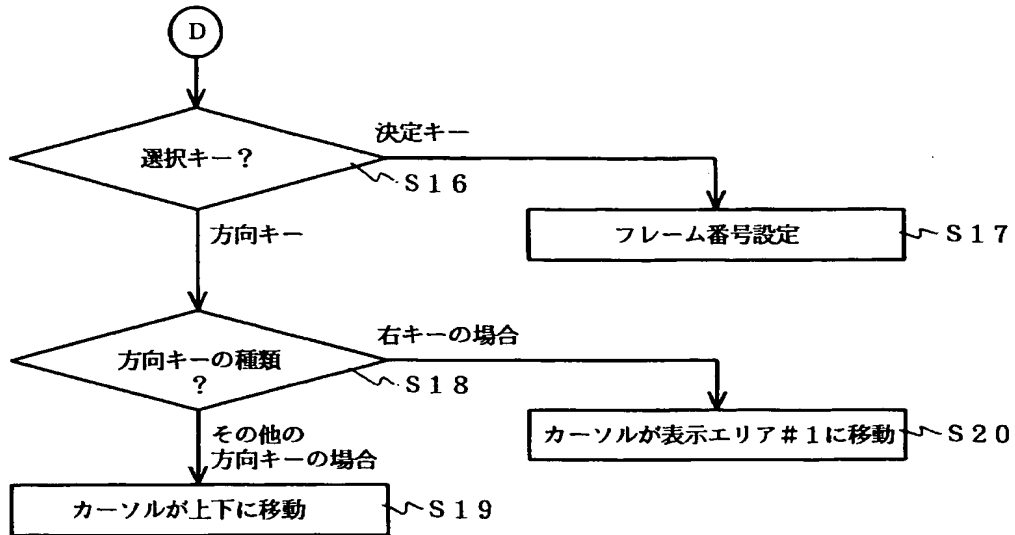 D
選択キー？
決定キー
S16
方向キー
フレーム番号設定
S17
方向キーの種類
？
右キーの場合
S18
その他の
方向キーの場合
カーソルが表示エリア＃１に移動
S20
カーソルが上下に移動
S19